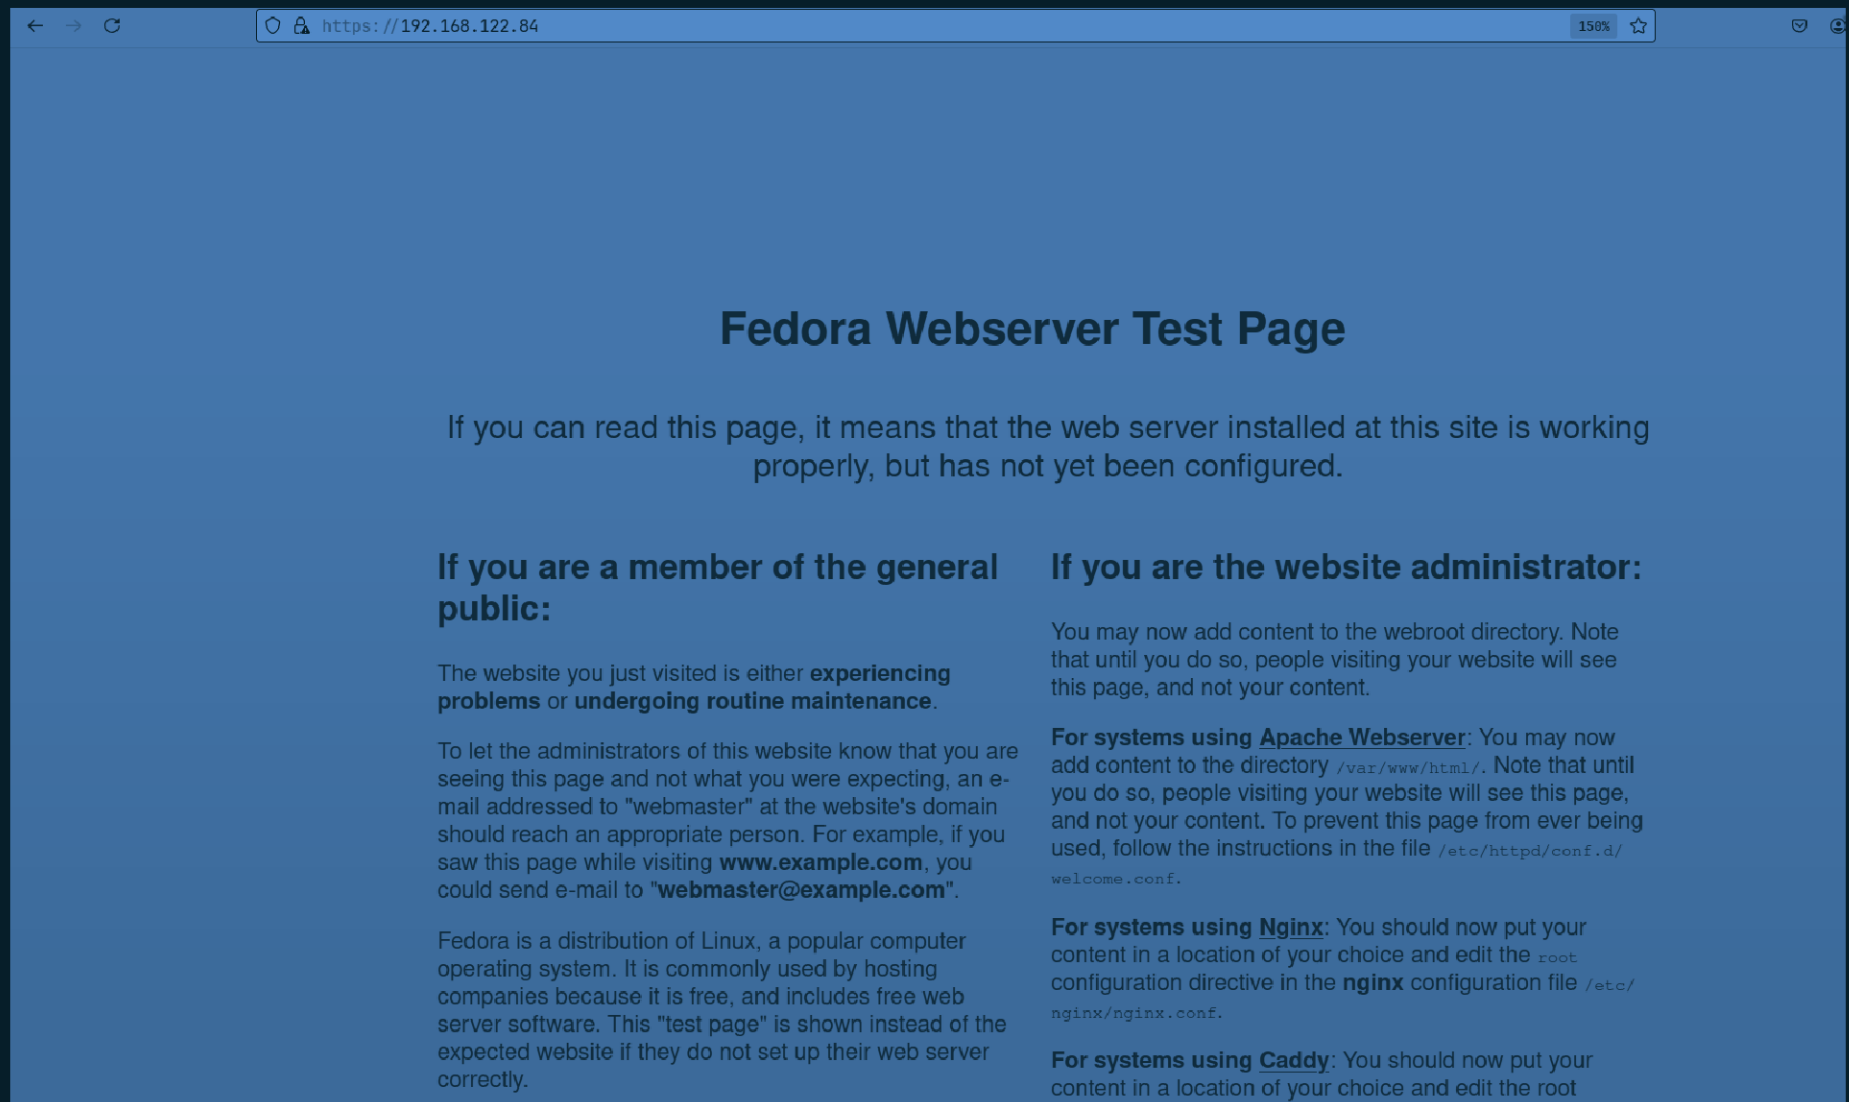 https://192.168.122.84
150%
Fedora Webserver Test Page
If you can read this page, it means that the web server installed at this site is working
properly, but has not yet been configured.
If you are a member of the general
public:
The website you just visited is either experiencing
problems or undergoing routine maintenance.
To let the administrators of this website know that you are
seeing this page and not what you were expecting, an e-
mail addressed to "webmaster" at the website's domain
should reach an appropriate person. For example, if you
saw this page while visiting www.example.com, you
could send e-mail to "webmaster@example.com".
Fedora is a distribution of Linux, a popular computer
operating system. It is commonly used by hosting
companies because it is free, and includes free web
server software. This "test page" is shown instead of the
expected website if they do not set up their web server
correctly.
If you are the website administrator:
You may now add content to the webroot directory. Note
that until you do so, people visiting your website will see
this page, and not your content.
For systems using Apache Webserver: You may now
add content to the directory /var/www/html/. Note that until
you do so, people visiting your website will see this page,
and not your content. To prevent this page from ever being
used, follow the instructions in the file /etc/httpd/conf.d/
welcome.conf.
For systems using Nginx: You should now put your
content in a location of your choice and edit the root
configuration directive in the nginx configuration file /etc/
nginx/nginx.conf.
For systems using Caddy: You should now put your
content in a location of your choice and edit the root